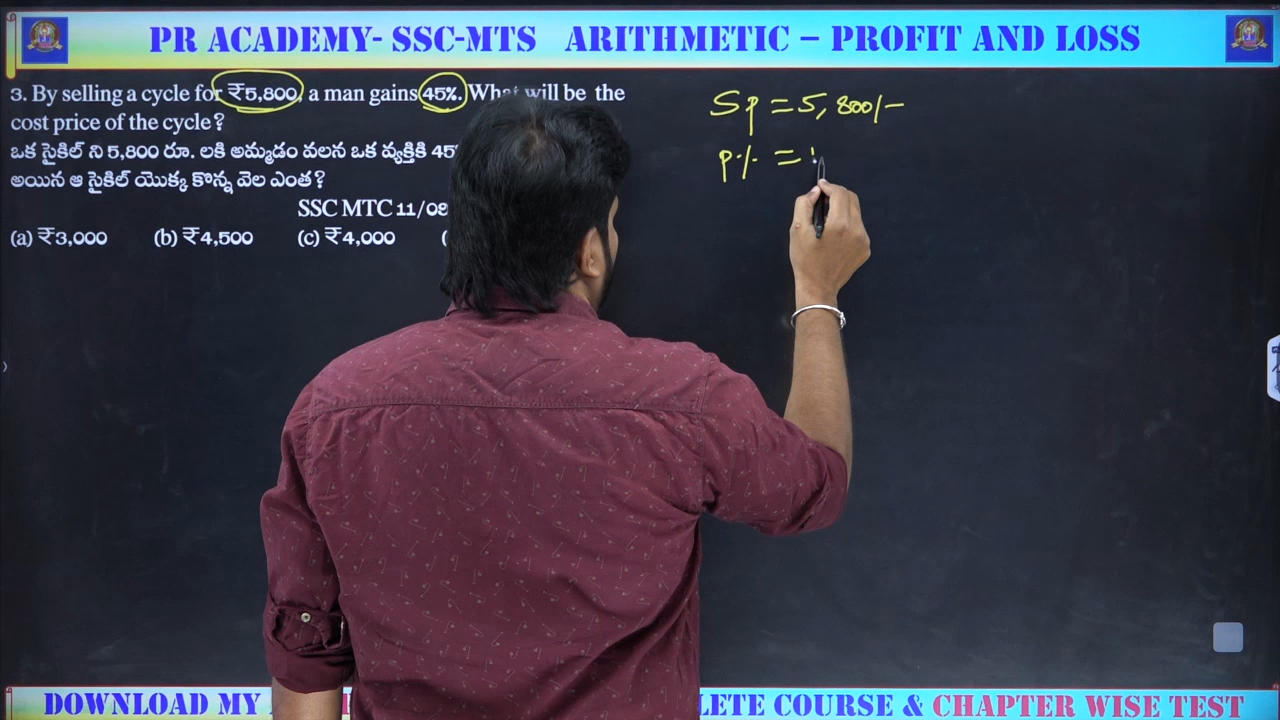 PR ACADEMY- SSC-MTS ARITHMETIC – PROFIT AND LOSS
3. By selling a cycle for ₹5,800, a man gains 45%. What will be the
cost price of the cycle?
ఒక సైకిల్ ని 5,800 రూ. లకి అమ్మడం వలన ఒక వ్యక్తికి 45
అయిన ఆ సైకిల్ యొక్క కొన్న వెల ఎంత?
SSC MTC 11/08
(a) ₹3,000 (b) ₹4,500 (c) ₹4,000
SP = 5,800/-
P% =
DOWNLOAD MY COURSE & CHAPTER WISE TEST